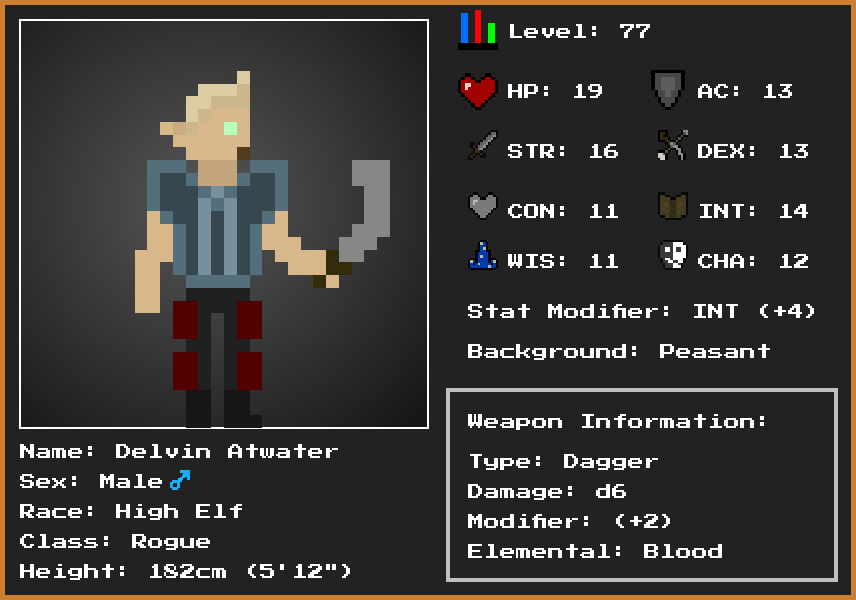 Level: 77
HP: 19 AC: 13
STR: 16 DEX: 13
CON: 11 INT: 14
WIS: 11 CHA: 12
Stat Modifier: INT (+4)
Background: Peasant
Weapon Information:
Type: Dagger
Damage: d6
Modifier: (+2)
Elemental: Blood
Name: Delvin Atwater
Sex: Male♂
Race: High Elf
Class: Rogue
Height: 182cm (5'12")